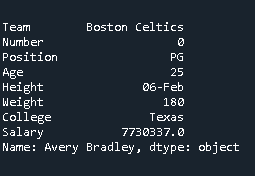 Team        Boston Celtics
Number                   0
Position                PG
Age                     25
Height              06-Feb
Weight                 180
College              Texas
Salary           7730337.0
Name: Avery Bradley, dtype: object